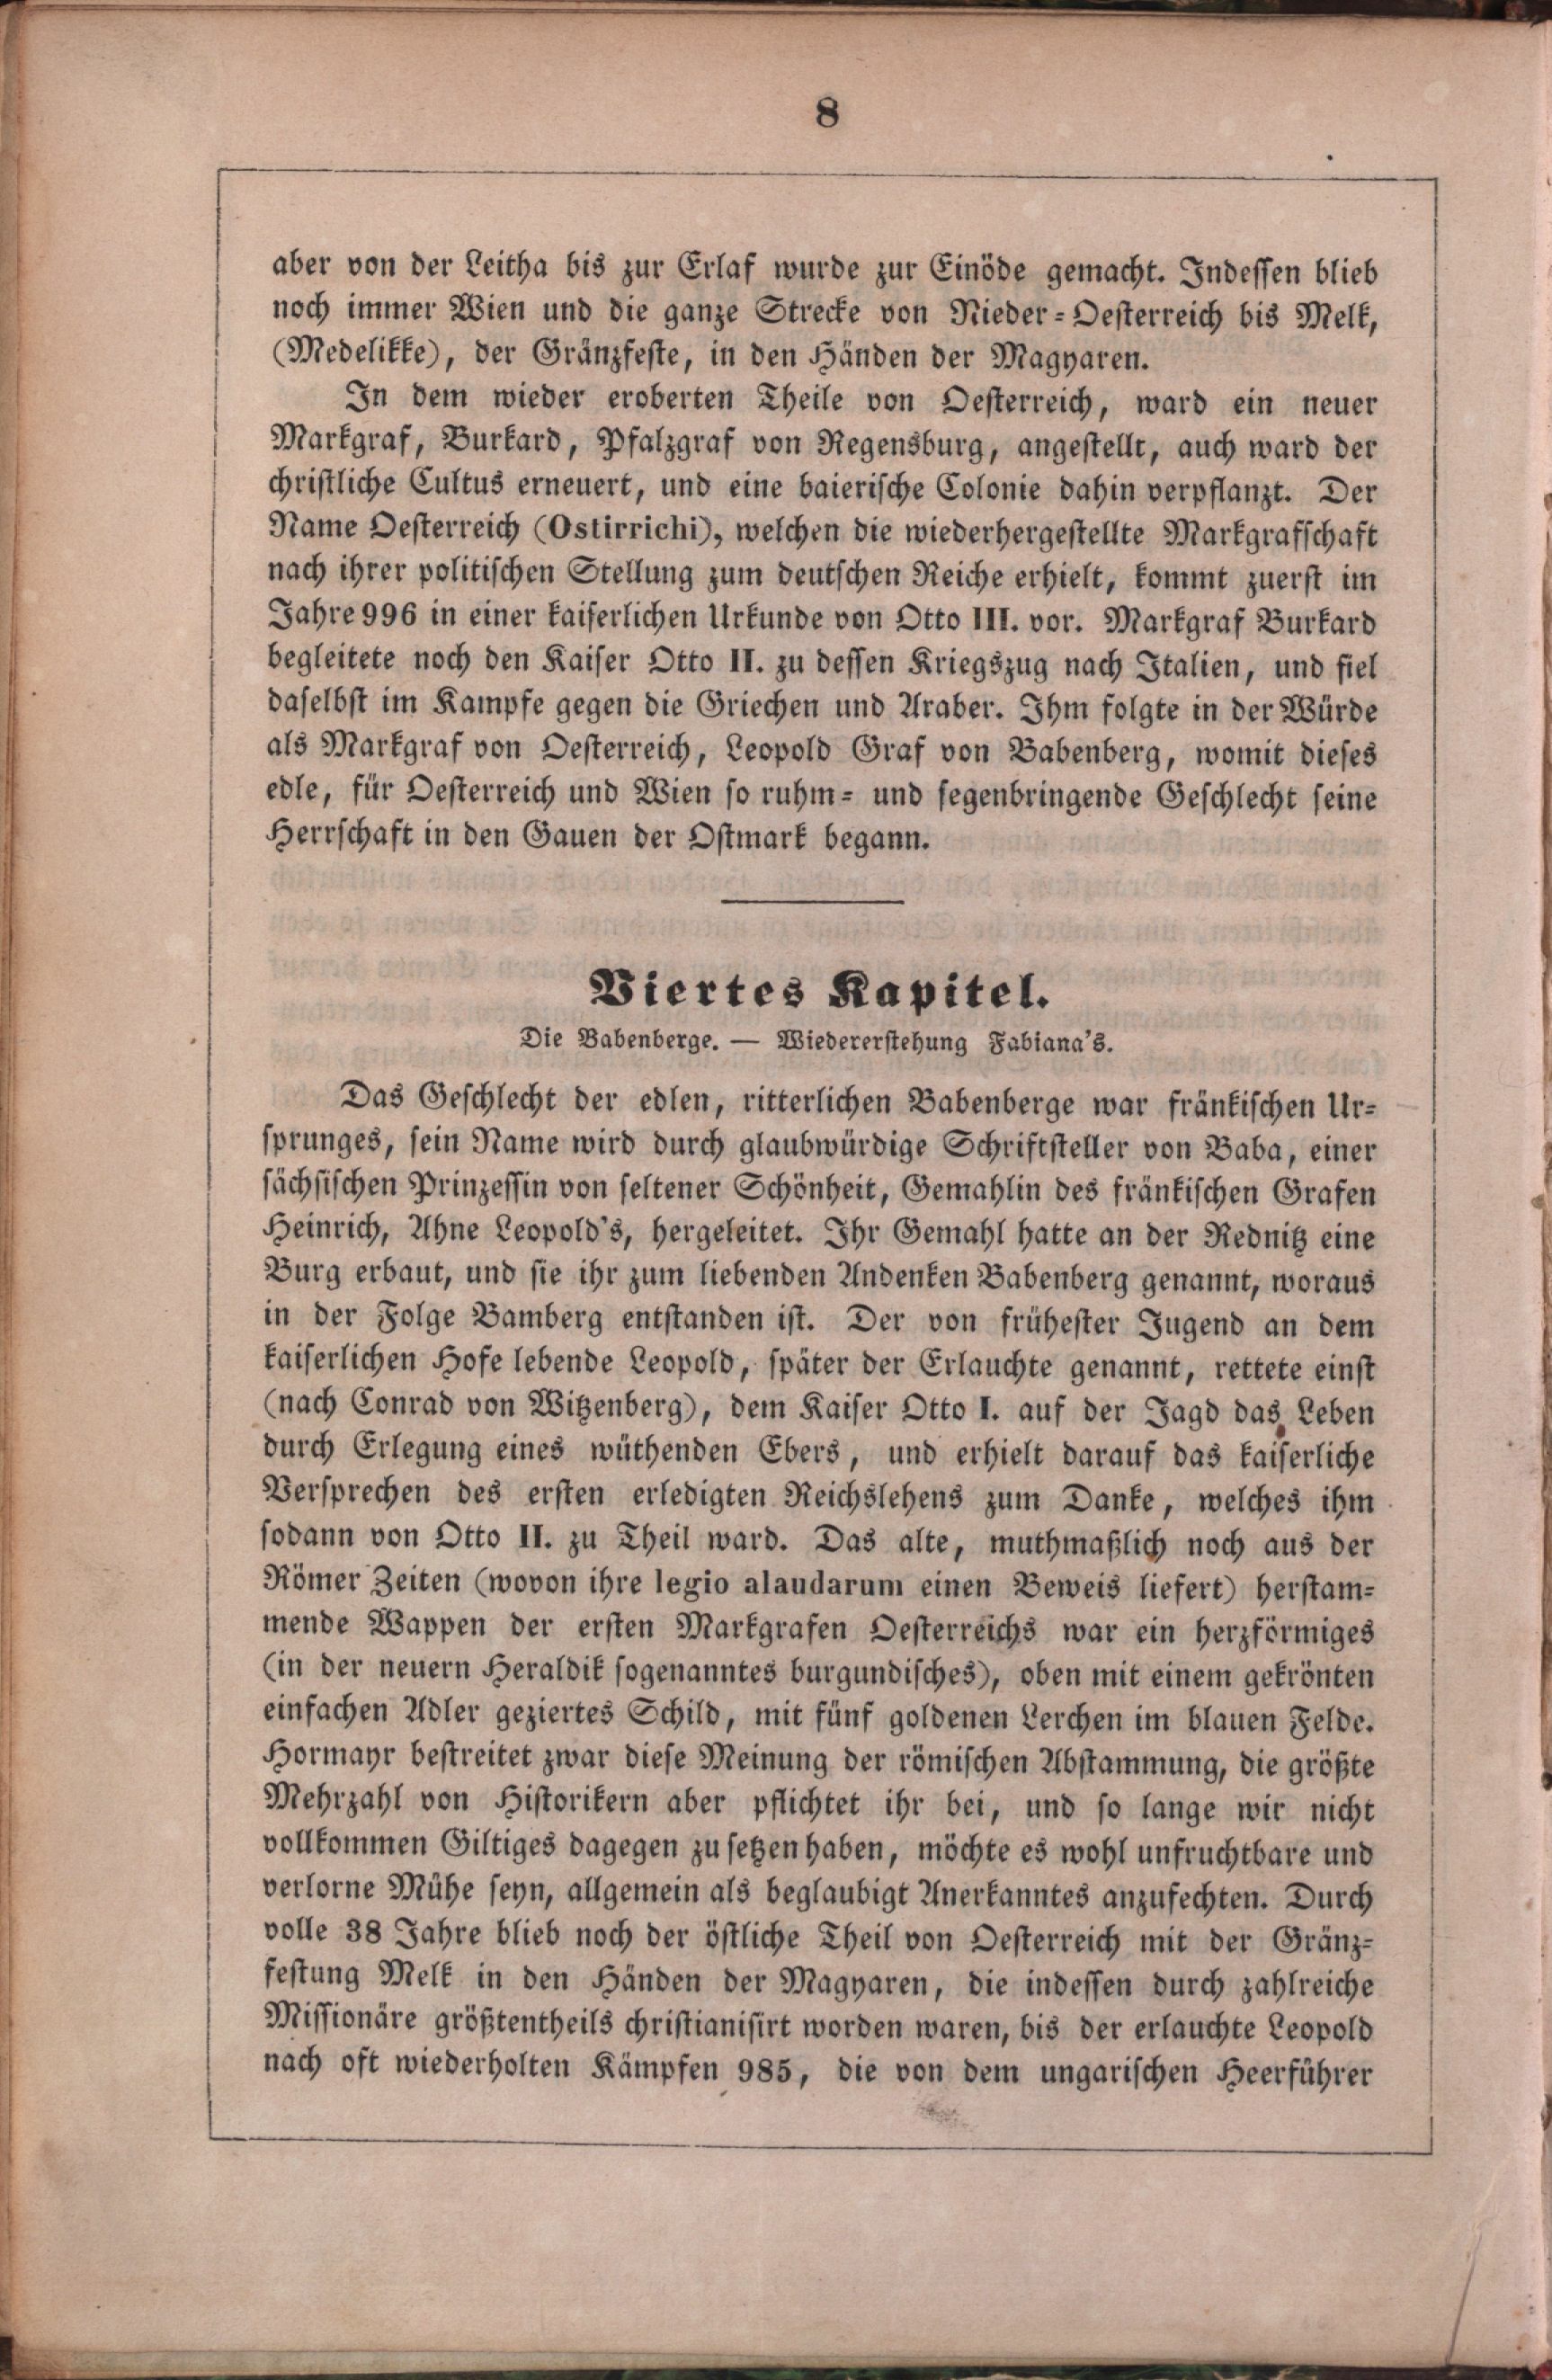 8
aber von der Leitha bis zur Erlaf wurde zur Einöde gemacht. Indessen blieb
noch immer Wien und die ganze Strecke von Nieder-Oesterreich bis Melk,
(Medelikke), der Gränzfeste, in den Händen der Magyaren.
In dem wieder eroberten Theile von Oesterreich, ward ein neuer
Markgraf, Burkard, Pfalzgraf von Regensburg, angestellt, auch ward der
christliche Cultus erneuert, und eine baierische Colonie dahin verpflanzt. Der
Name Oesterreich (Ostirrichi), welchen die wiederhergestellte Markgrafschaft
nach ihrer politischen Stellung zum deutschen Reiche erhielt, kommt zuerst im
Jahre 996 in einer kaiserlichen Urkunde von Otto III. vor. Markgraf Burkard
begleitete noch den Kaiser Otto II. zu dessen Kriegszug nach Italien, und fiel
daselbst im Kampfe gegen die Griechen und Araber. Ihm folgte in der Würde
als Markgraf von Oesterreich, Leopold Graf von Babenberg, womit dieses
edle, für Oesterreich und Wien so ruhm- und segenbringende Geschlecht seine
Herrschaft in den Gauen der Ostmark begann.
Viertes Kapitel.
Die Babenberge. — Wiedererstehung Fabiana's.
Das Geschlecht der edlen, ritterlichen Babenberge war fränkischen Ur-
sprunges, sein Name wird durch glaubwürdige Schriftsteller von Baba, einer
sächsischen Prinzessin von seltener Schönheit, Gemahlin des fränkischen Grafen
Heinrich, Ahne Leopold's, hergeleitet. Ihr Gemahl hatte an der Rednitz eine
Burg erbaut, und sie ihr zum liebenden Andenken Babenberg genannt, woraus
in der Folge Bamberg entstanden ist. Der von frühester Jugend an dem
kaiserlichen Hofe lebende Leopold, später der Erlauchte genannt, rettete einst
(nach Conrad von Witzenberg), dem Kaiser Otto I. auf der Jagd das Leben
durch Erlegung eines wüthenden Ebers, und erhielt darauf das kaiserliche
Versprechen des ersten erledigten Reichslehens zum Danke, welches ihm
sodann von Otto II. zu Theil ward. Das alte, muthmaßlich noch aus der
Römer Zeiten (wovon ihre legio alaudarum einen Beweis liefert) herstam-
mende Wappen der ersten Markgrafen Oesterreichs war ein herzförmiges
(in der neuern Heraldik sogenanntes burgundisches), oben mit einem gekrönten
einfachen Adler geziertes Schild, mit fünf goldenen Lerchen im blauen Felde.
Hormayr bestreitet zwar diese Meinung der römischen Abstammung, die größte
Mehrzahl von Historikern aber pflichtet ihr bei, und so lange wir nicht
vollkommen Giltiges dagegen zu setzen haben, möchte es wohl unfruchtbare und
verlorne Mühe seyn, allgemein als beglaubigt Anerkanntes anzufechten. Durch
volle 38 Jahre blieb noch der östliche Theil von Oesterreich mit der Gränz-
festung Melk in den Händen der Magyaren, die indessen durch zahlreiche
Missionäre größtentheils christianisirt worden waren, bis der erlauchte Leopold
nach oft wiederholten Kämpfen 985, die von dem ungarischen Heerführer